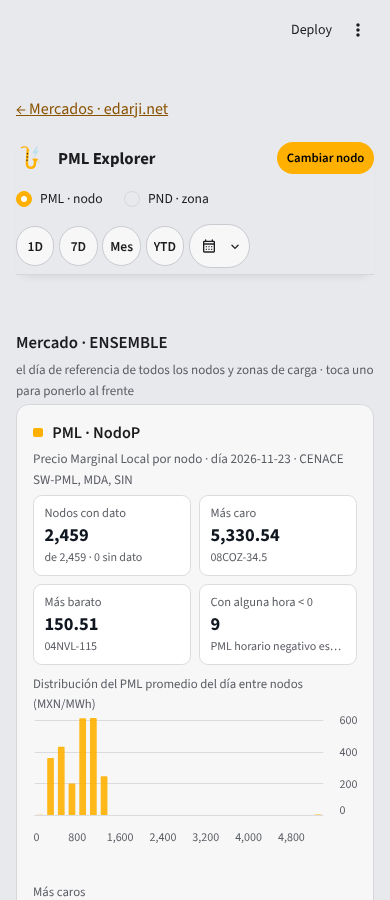 Deploy
← Mercados · edarji.net
PML Explorer
Cambiar nodo
PML · nodo
PND · zona
1D
7D
Mes
YTD
Mercado · ENSEMBLE
el día de referencia de todos los nodos y zonas de carga · toca uno
para ponerlo al frente
PML · NodoP
Precio Marginal Local por nodo · día 2026-11-23 · CENACE
SW-PML, MDA, SIN
Nodos con dato
2,459
de 2,459 · 0 sin dato
Más caro
5,330.54
08COZ-34.5
Más barato
150.51
04NVL-115
Con alguna hora < 0
9
PML horario negativo es…
Distribución del PML promedio del día entre nodos
(MXN/MWh)
600
400
200
0
0 800 1,600 2,400 3,200 4,000 4,800
Más caros